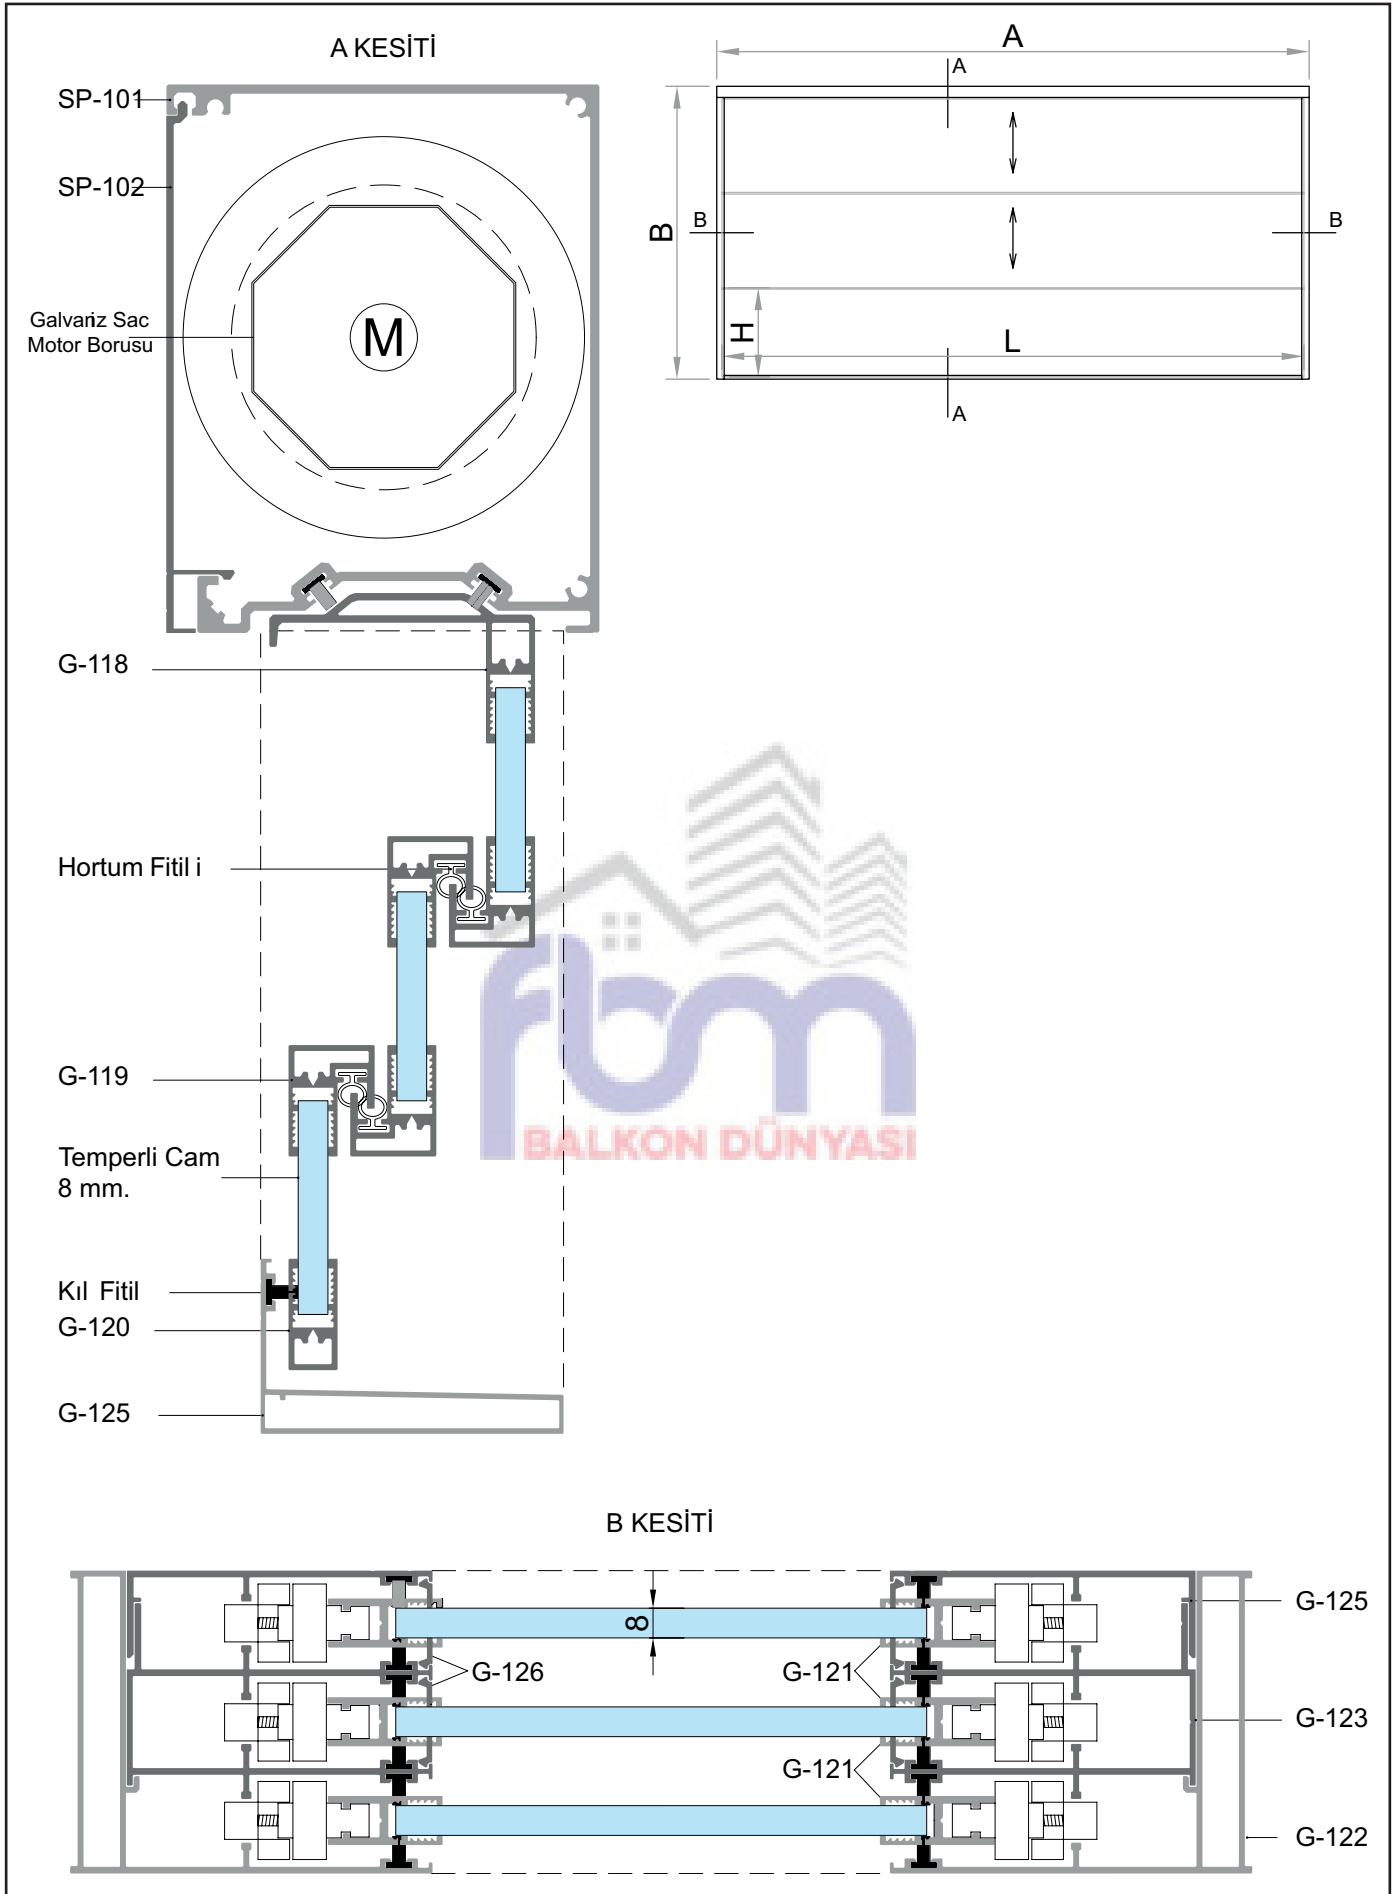 A KESİTİ
SP-101
SP-102
Galvaniz Sac
Motor Borusu
M
G-118
Hortum Fitil i
G-119
Temperli Cam
8 mm.
Kıl Fitil
G-120
G-125
A
A
B
B
B
H
L
A
fbm
BALKON DÜNYASI
B KESİTİ
8
G-126
G-121
G-121
G-125
G-123
G-122